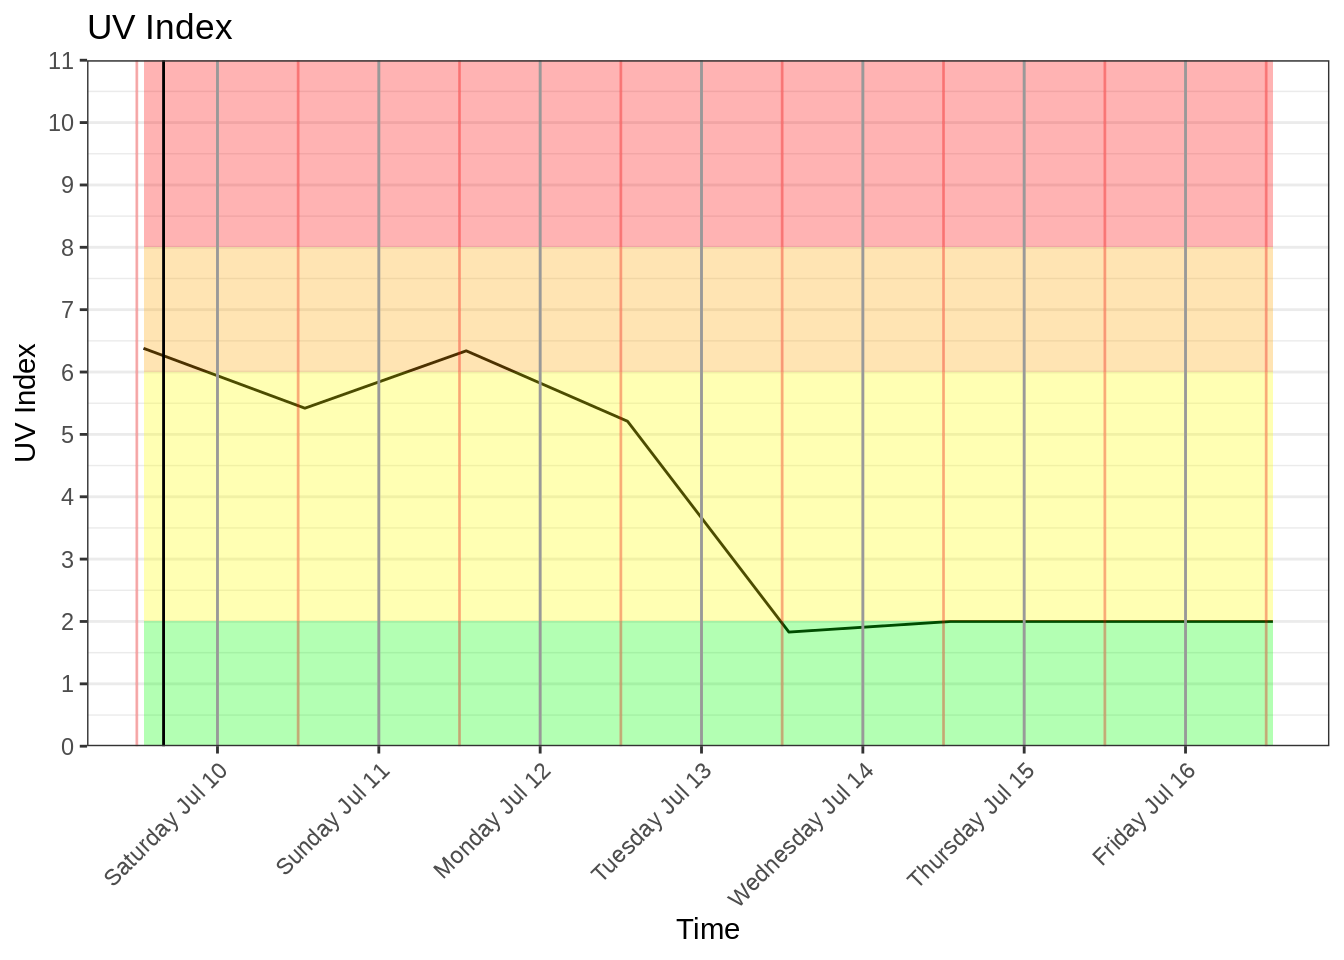 UV Index
11
10
9
8
7
6
5
4
3
2
1
0
UV Index
Saturday Jul 10
Sunday Jul 11
Monday Jul 12
Tuesday Jul 13
Wednesday Jul 14
Thursday Jul 15
Friday Jul 16
Time